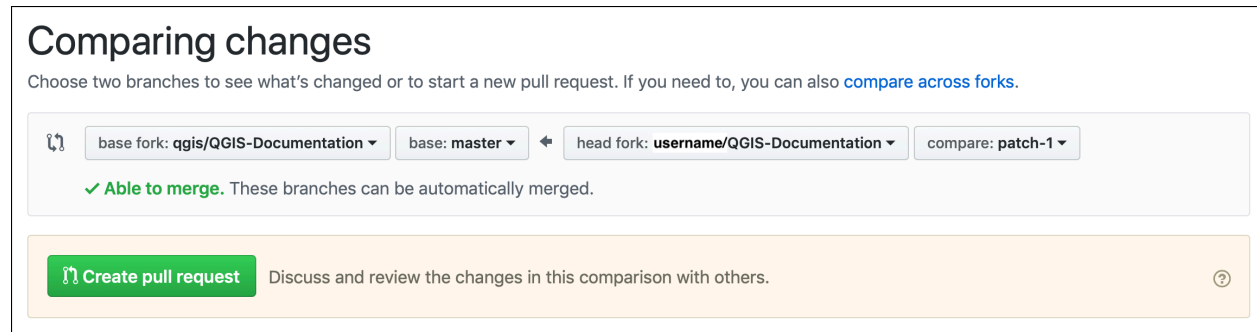 Comparing changes
Choose two branches to see what's changed or to start a new pull request. If you need to, you can also compare across forks.
base fork: qgis/QGIS-Documentation base: master head fork: username/QGIS-Documentation compare: patch-1
Able to merge. These branches can be automatically merged.
Create pull request Discuss and review the changes in this comparison with others. ?